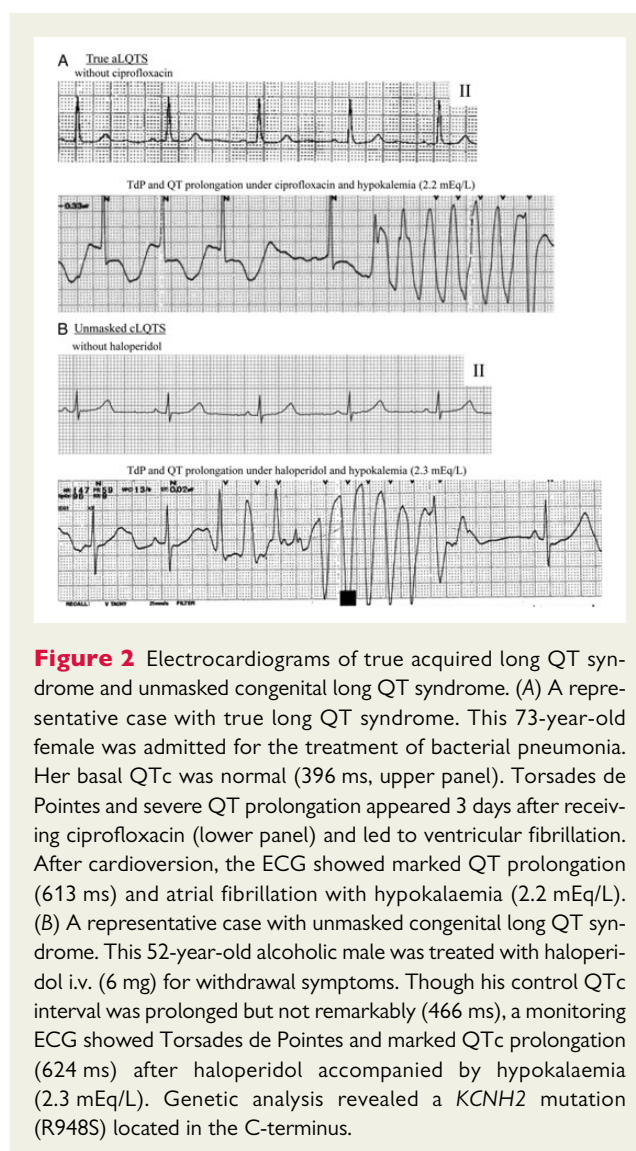 A True aLQTS
without ciprofloxacin
II
TdP and QT prolongation under ciprofloxacin and hypokalemia (2.2 mEq/L)
N N N N V V V V V
B Unmasked cLQTS
without haloperidol
II
TdP and QT prolongation under haloperidol and hypokalemia (2.3 mEq/L)
RECALL: V TACHY 25mm/s FILTER
Figure 2 Electrocardiograms of true acquired long QT syn-
drome and unmasked congenital long QT syndrome. (A) A repre-
sentative case with true long QT syndrome. This 73-year-old
female was admitted for the treatment of bacterial pneumonia.
Her basal QTc was normal (396 ms, upper panel). Torsades de
Pointes and severe QT prolongation appeared 3 days after receiv-
ing ciprofloxacin (lower panel) and led to ventricular fibrillation.
After cardioversion, the ECG showed marked QT prolongation
(613 ms) and atrial fibrillation with hypokalaemia (2.2 mEq/L).
(B) A representative case with unmasked congenital long QT syn-
drome. This 52-year-old alcoholic male was treated with haloperi-
dol i.v. (6 mg) for withdrawal symptoms. Though his control QTc
interval was prolonged but not remarkably (466 ms), a monitoring
ECG showed Torsades de Pointes and marked QTc prolongation
(624 ms) after haloperidol accompanied by hypokalaemia
(2.3 mEq/L). Genetic analysis revealed a KCNH2 mutation
(R948S) located in the C-terminus.